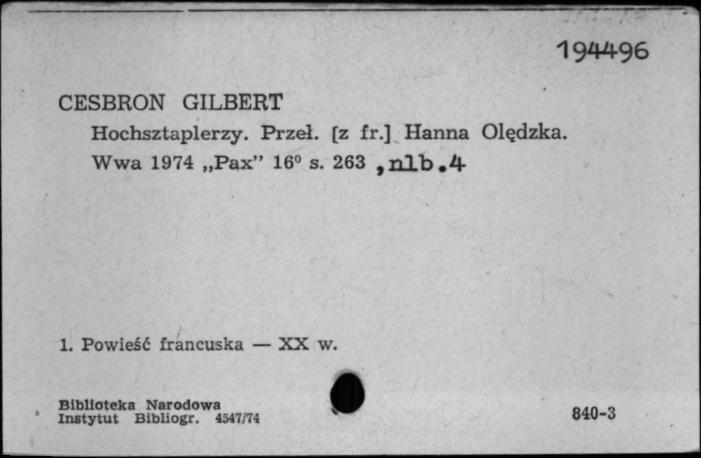 194496
CESBRON GILBERT
Hochsztaplerzy. Przeł. [z fr.] Hanna Olędzka.
Wwa 1974 „Pax” 16⁰ s. 263 , nlb.4
1. Powieść francuska — XX w.
Biblioteka Narodowa
Instytut Bibliogr. 4547/74
840-3